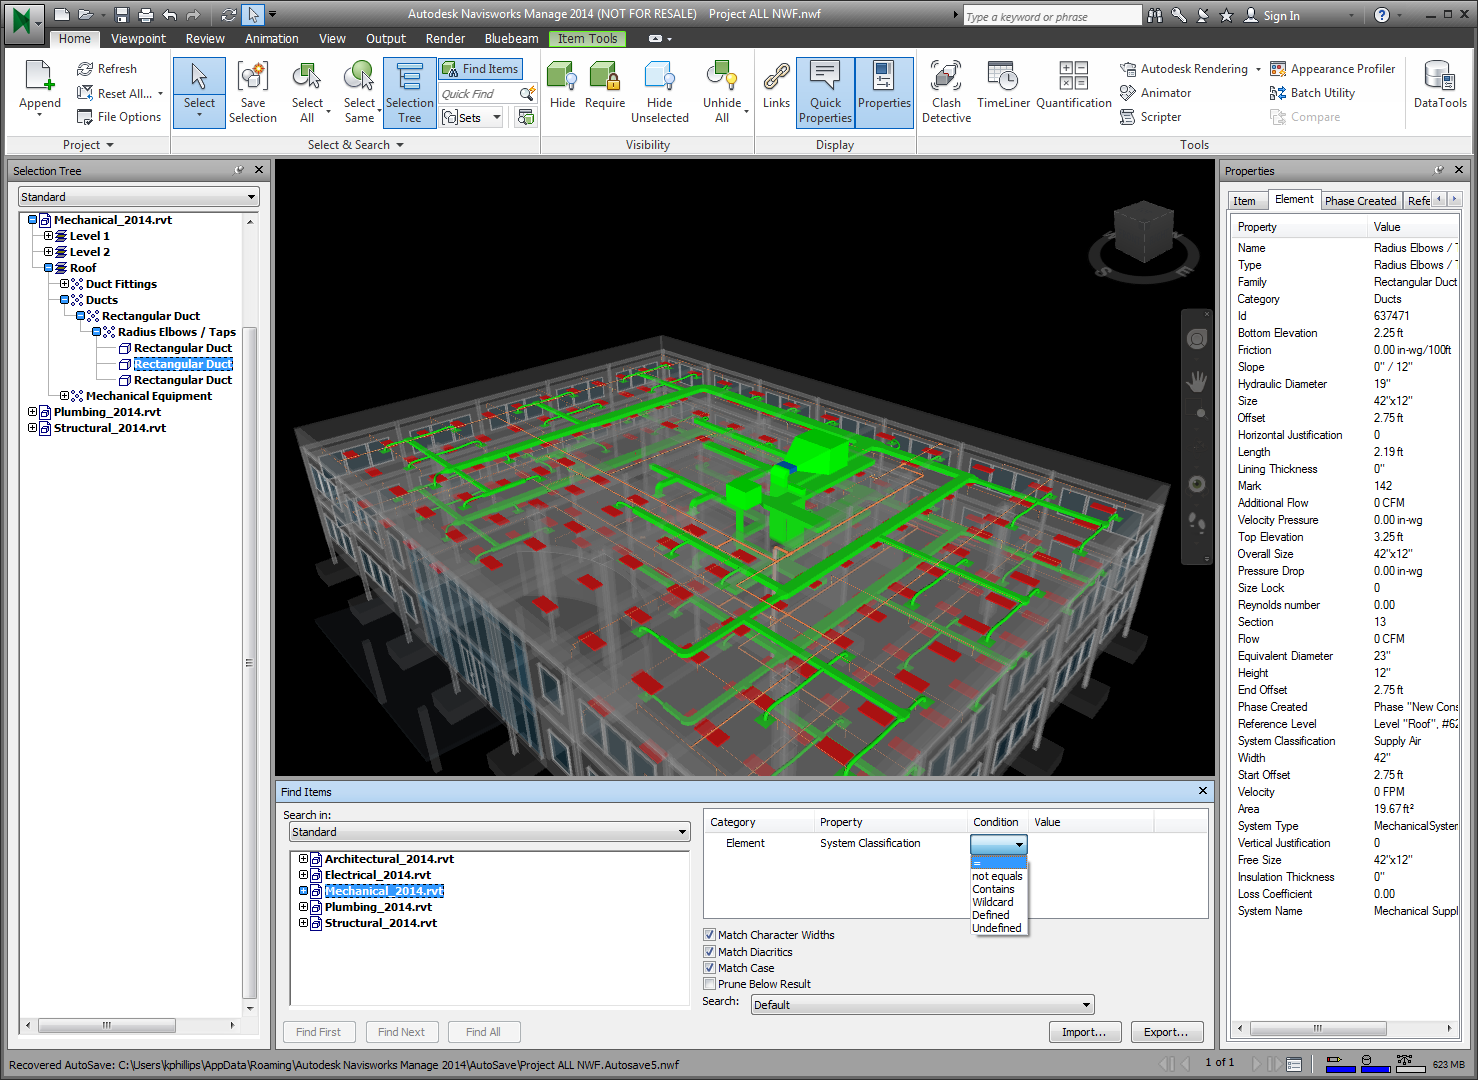 Autodesk Navisworks Manage 2014 (NOT FOR RESALE) Project ALL NWF.nwf
Type a keyword or phrase
Sign In
Home Viewpoint Review Animation View Output Render Bluebeam Item Tools
Append
Refresh
Reset All...
File Options
Project
Select
Save Selection
Select All
Select Same
Selection Tree
Find Items
Quick Find
Sets
Select & Search
Hide
Require
Hide Unselected
Unhide All
Visibility
Links
Quick Properties
Properties
Display
Clash Detective
TimeLiner
Quantification
Autodesk Rendering
Animator
Scripter
Appearance Profiler
Batch Utility
Compare
Tools
DataTools
Selection Tree
Standard
Mechanical_2014.rvt
Level 1
Level 2
Roof
Duct Fittings
Ducts
Rectangular Duct
Radius Elbows / Taps
Rectangular Duct
Rectangular Duct
Rectangular Duct
Mechanical Equipment
Plumbing_2014.rvt
Structural_2014.rvt
S
E
Find Items
Search in:
Standard
Architectural_2014.rvt
Electrical_2014.rvt
Mechanical_2014.rvt
Plumbing_2014.rvt
Structural_2014.rvt
Find First Find Next Find All
Category Property Condition Value
Element System Classification
=
not equals
Contains
Wildcard
Defined
Undefined
Match Character Widths
Match Diacritics
Match Case
Prune Below Result
Search: Default
Import... Export...
Properties
Item Element Phase Created Refe
Property Value
Name Radius Elbows / T
Type Radius Elbows / T
Family Rectangular Duct
Category Ducts
Id 637471
Bottom Elevation 2.25 ft
Friction 0.00 in-wg/100ft
Slope 0" / 12"
Hydraulic Diameter 19"
Size 42"x12"
Offset 2.75 ft
Horizontal Justification 0
Length 2.19 ft
Lining Thickness 0"
Mark 142
Additional Flow 0 CFM
Velocity Pressure 0.00 in-wg
Top Elevation 3.25 ft
Overall Size 42"x12"
Pressure Drop 0.00 in-wg
Size Lock 0
Reynolds number 0.00
Section 13
Flow 0 CFM
Equivalent Diameter 23"
Height 12"
End Offset 2.75 ft
Phase Created Phase "New Cons
Reference Level Level "Roof", #62
System Classification Supply Air
Width 42"
Start Offset 2.75 ft
Velocity 0 FPM
Area 19.67 ft²
System Type MechanicalSystem
Vertical Justification 0
Free Size 42"x12"
Insulation Thickness 0"
Loss Coefficient 0.00
System Name Mechanical Suppl
Recovered AutoSave: C:\Users\kphillips\AppData\Roaming\Autodesk Navisworks Manage 2014\AutoSave\Project ALL NWF.Autosave5.nwf
1 of 1
623 MB